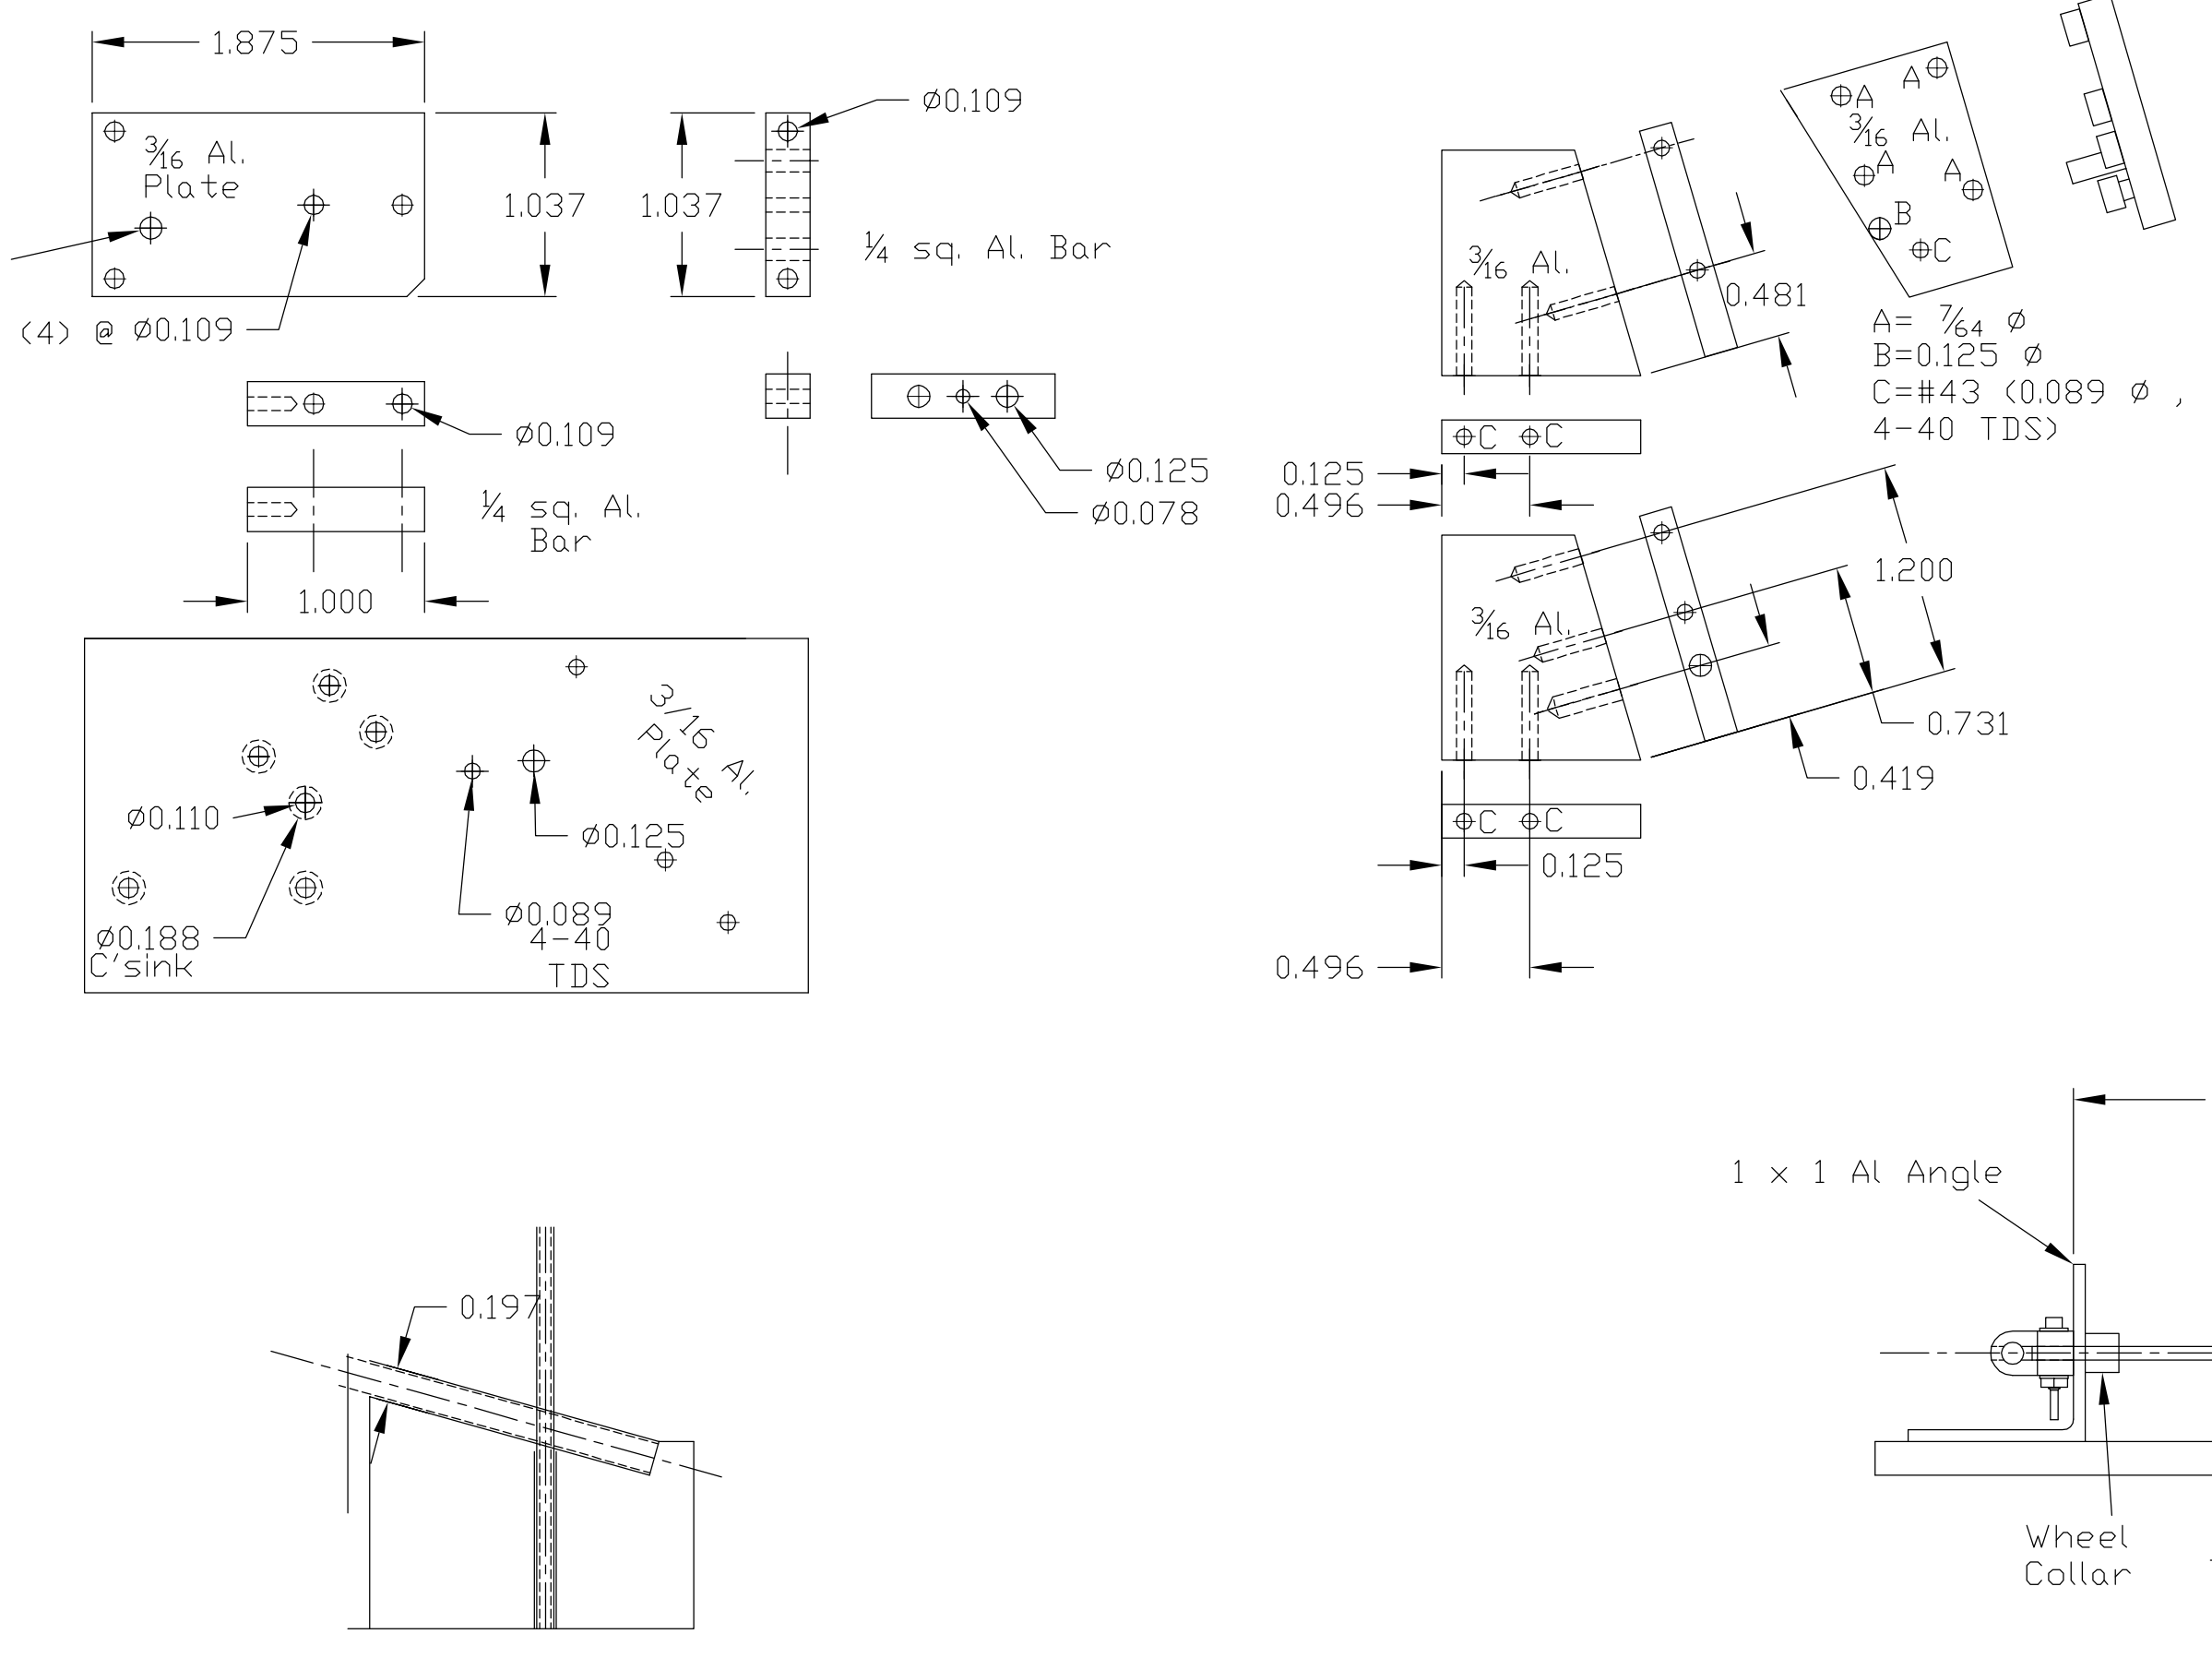 1.875
3/16 Al.
Plate
1.037
(4) @ Ø0.109
Ø0.109
1.037
1/4 sq. Al. Bar
Ø0.109
1/4 sq. Al.
Bar
1.000
Ø0.125
Ø0.078
3/16 Al.
Plate
Ø0.110
Ø0.125
Ø0.089
4-40
TDS
Ø0.188
C'sink
3/16 Al.
0.481
C C
0.125
0.496
A
A
3/16 Al.
A
A
B
C
A= 7/64 Ø
B=0.125 Ø
C=#43 (0.089 Ø ,
4-40 TDS)
3/16 Al.
1.200
0.731
0.419
C C
0.125
0.496
0.197
1 x 1 Al Angle
Wheel
Collar